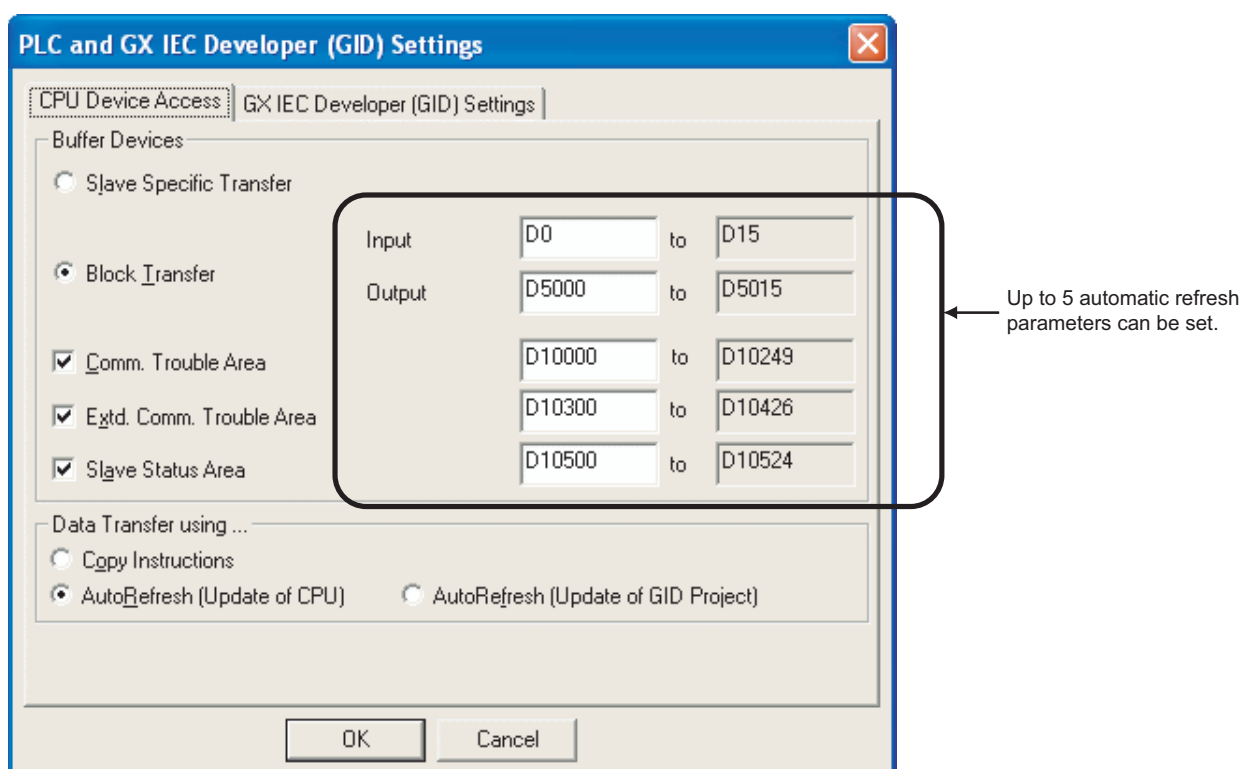 PLC and GX IEC Developer (GID) Settings
CPU Device Access GX IEC Developer (GID) Settings
Buffer Devices
Slave Specific Transfer
Input D0 to D15
Block Transfer
Output D5000 to D5015
Comm. Trouble Area D10000 to D10249
Extd. Comm. Trouble Area D10300 to D10426
Slave Status Area D10500 to D10524
Up to 5 automatic refresh
parameters can be set.
Data Transfer using ...
Copy Instructions
AutoRefresh (Update of CPU) AutoRefresh (Update of GID Project)
OK Cancel